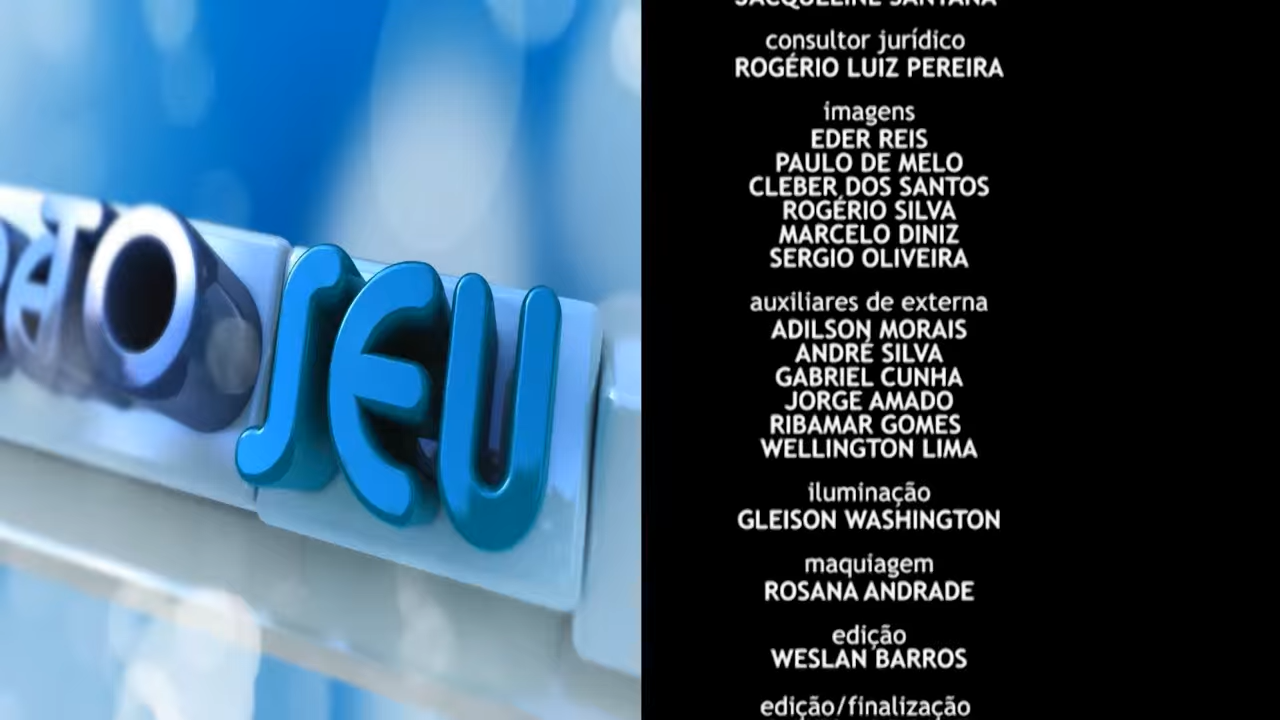 SEU
JACQUELINE SANTANA
consultor jurídico
ROGÉRIO LUIZ PEREIRA
imagens
EDER REIS
PAULO DE MELO
CLEBER DOS SANTOS
ROGÉRIO SILVA
MARCELO DINIZ
SERGIO OLIVEIRA
auxiliares de externa
ADILSON MORAIS
ANDRÉ SILVA
GABRIEL CUNHA
JORGE AMADO
RIBAMAR GOMES
WELLINGTON LIMA
iluminação
GLEISON WASHINGTON
maquiagem
ROSANA ANDRADE
edição
WESLAN BARROS
edição/finalização